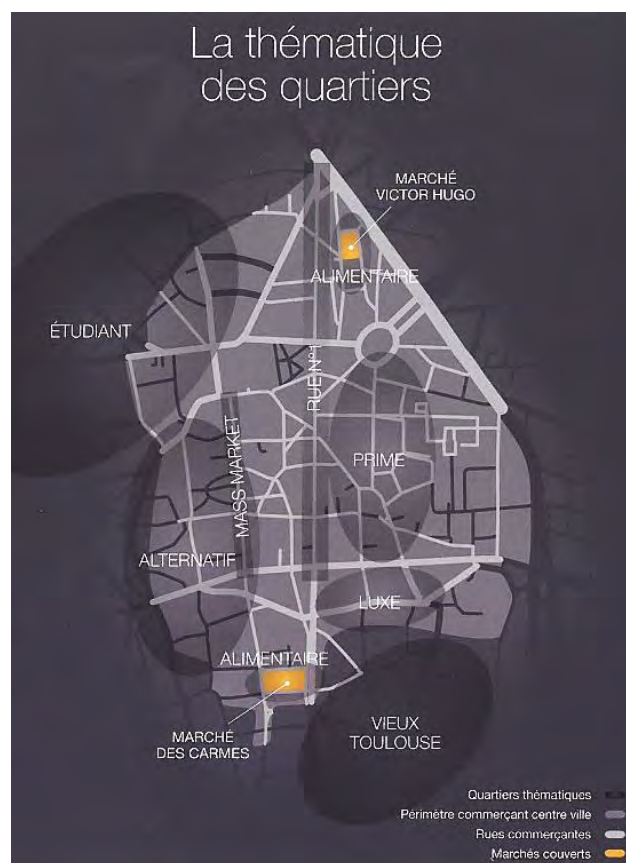 La thématique
des quartiers
MARCHÉ
VICTOR HUGO
ALIMENTAIRE
ÉTUDIANT
RUE N°1
MASS MARKET
PRIME
ALTERNATIF
LUXE
ALIMENTAIRE
MARCHÉ
DES CARMES
VIEUX
TOULOUSE
Quartiers thématiques
Périmètre commerçant centre ville
Rues commerçantes
Marchés couverts